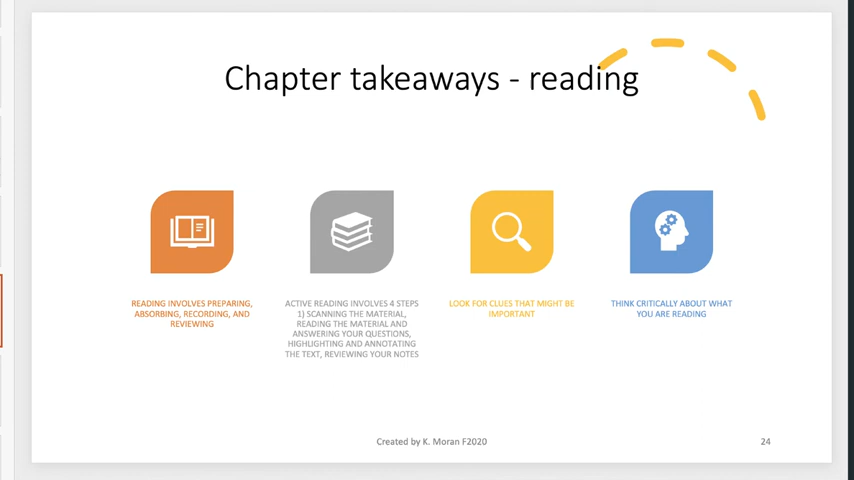 Chapter takeaways - reading
READING INVOLVES PREPARING,
ABSORBING, RECORDING, AND
REVIEWING
ACTIVE READING INVOLVES 4 STEPS
1) SCANNING THE MATERIAL,
READING THE MATERIAL AND
ANSWERING YOUR QUESTIONS,
HIGHLIGHTING AND ANNOTATING
THE TEXT, REVIEWING YOUR NOTES
LOOK FOR CLUES THAT MIGHT BE
IMPORTANT
THINK CRITICALLY ABOUT WHAT
YOU ARE READING
Created by K. Moran F2020
24